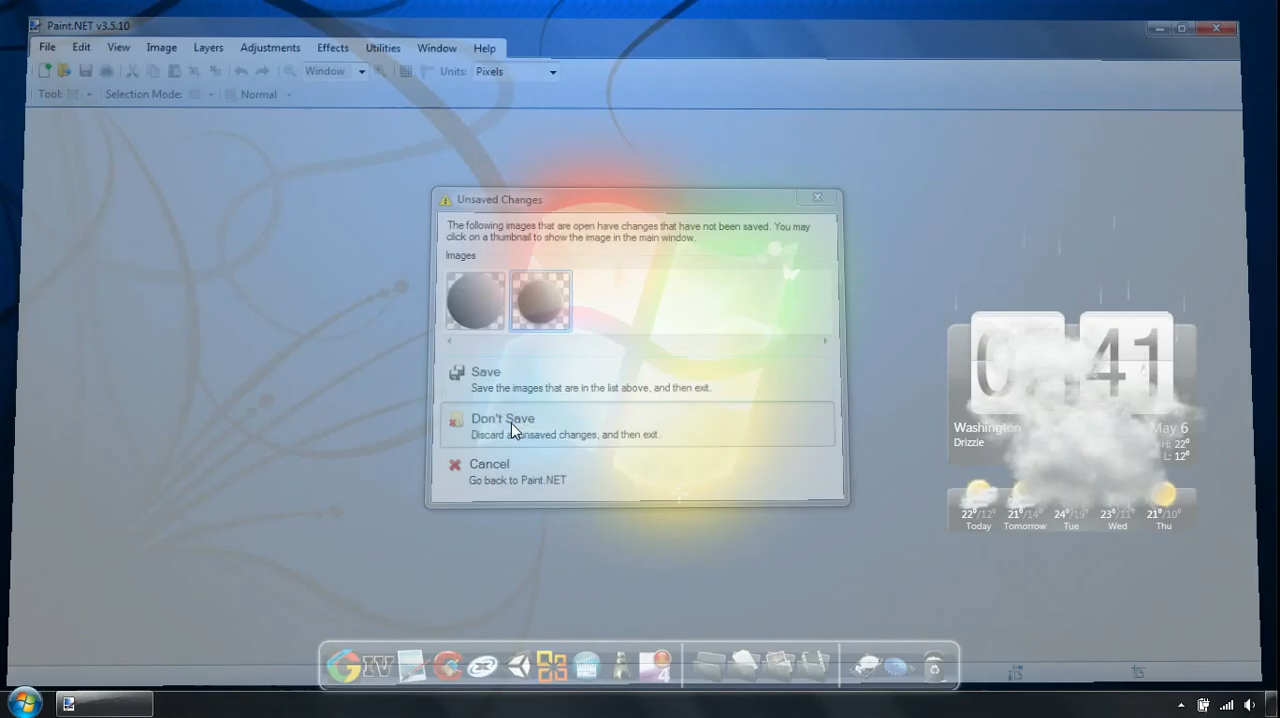 Paint.NET v3.5.10
File Edit View Image Layers Adjustments Effects Utilities Window Help
Window Units: Pixels
Tool: Selection Mode: Normal
Unsaved Changes
The following images that are open have changes that have not been saved. You may
click on a thumbnail to show the image in the main window.
Images
Save
Save the images that are in the list above, and then exit.
Don't Save
Discard unsaved changes, and then exit.
Cancel
Go back to Paint.NET
41
Washington May 6
Drizzle H: 22°
L: 12°
22°/12° 21°/14° 24°/19° 23°/11° 21°/10°
Today Tomorrow Tue Wed Thu
IV
4